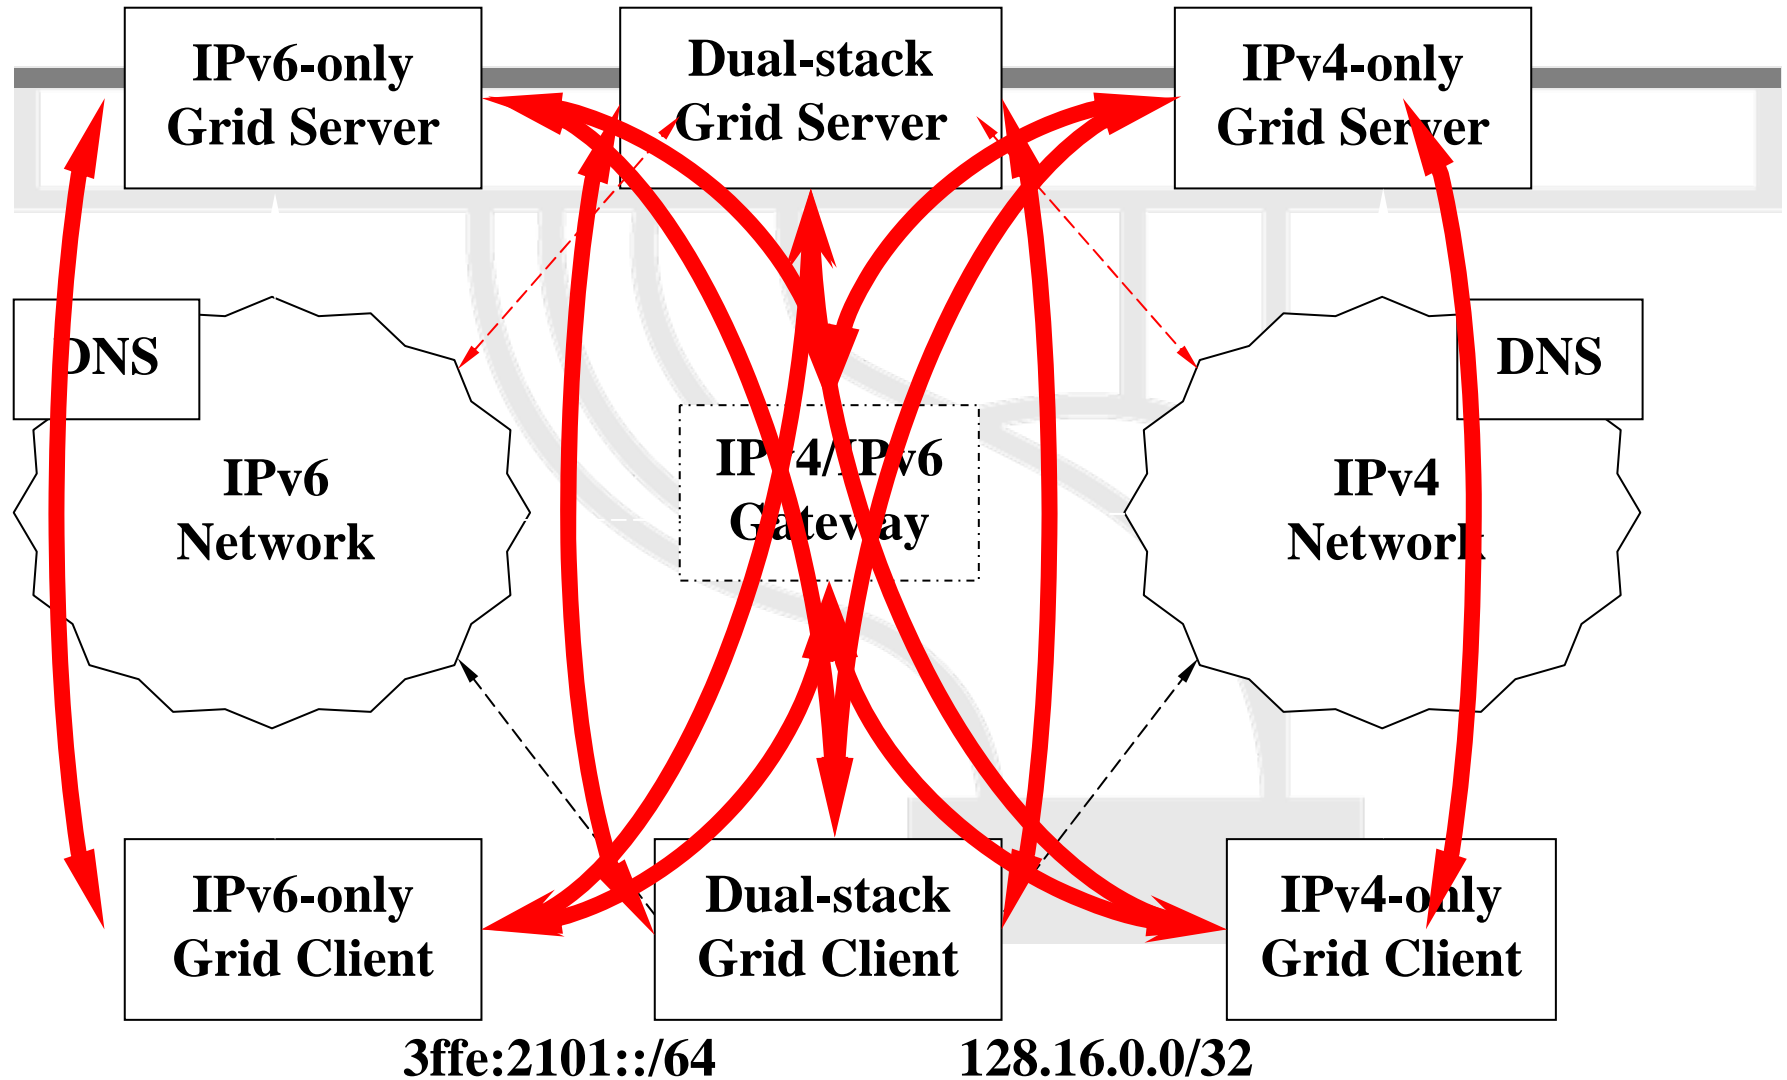 IPv6-only
Grid Server
Dual-stack
Grid Server
IPv4-only
Grid Server
DNS
DNS
IPv6
Network
IPv4/IPv6
Gateway
IPv4
Network
IPv6-only
Grid Client
Dual-stack
Grid Client
IPv4-only
Grid Client
3ffe:2101::/64
128.16.0.0/32